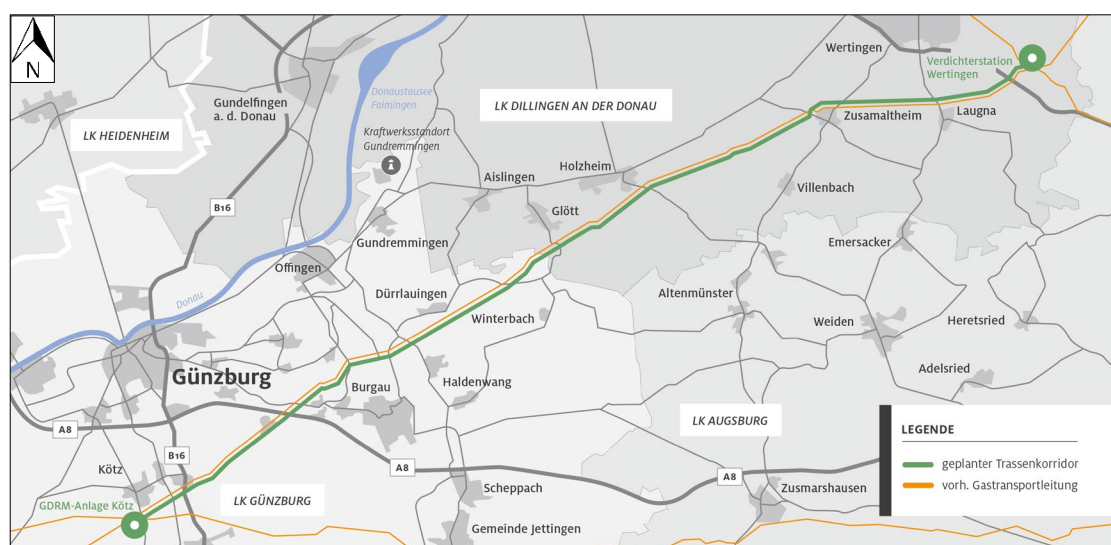 N
Wertingen
Verdichterstation
Wertingen
Donaustausee
Faimingen
Gundelfingen
a. d. Donau
LK DILLINGEN AN DER DONAU
LK HEIDENHEIM
Kraftwerksstandort
Gundremmingen
Zusamaltheim
Laugna
Holzheim
Aislingen
Villenbach
B16
Glött
Gundremmingen
Emersacker
Offingen
Donau
Dürrlauingen
Altenmünster
Winterbach
Weiden
Heretsried
Günzburg
Adelsried
Burgau
Haldenwang
LK AUGSBURG
A8
LEGENDE
B16
Kötz
A8
geplanter Trassenkorridor
A8
vorh. Gastransportleitung
Scheppach
Zusmarshausen
LK GÜNZBURG
GDRM-Anlage Kötz
Gemeinde Jettingen